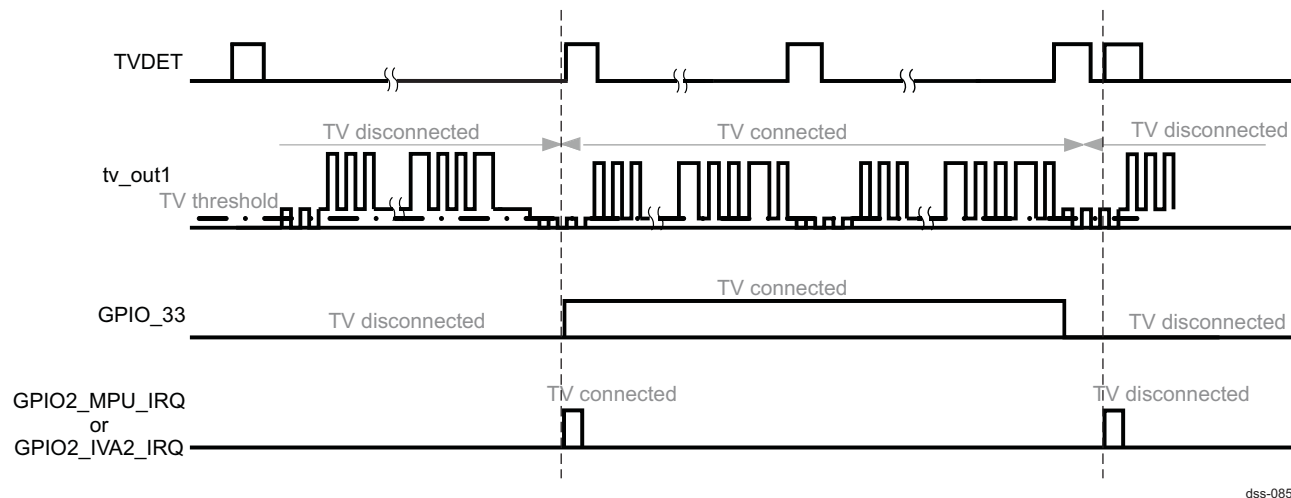 TVDET
TV disconnected
TV connected
TV disconnected
tv_out1
TV threshold
TV connected
GPIO_33
TV disconnected
TV disconnected
TV connected
TV disconnected
GPIO2_MPU_IRQ
or
GPIO2_IVA2_IRQ
dss-085